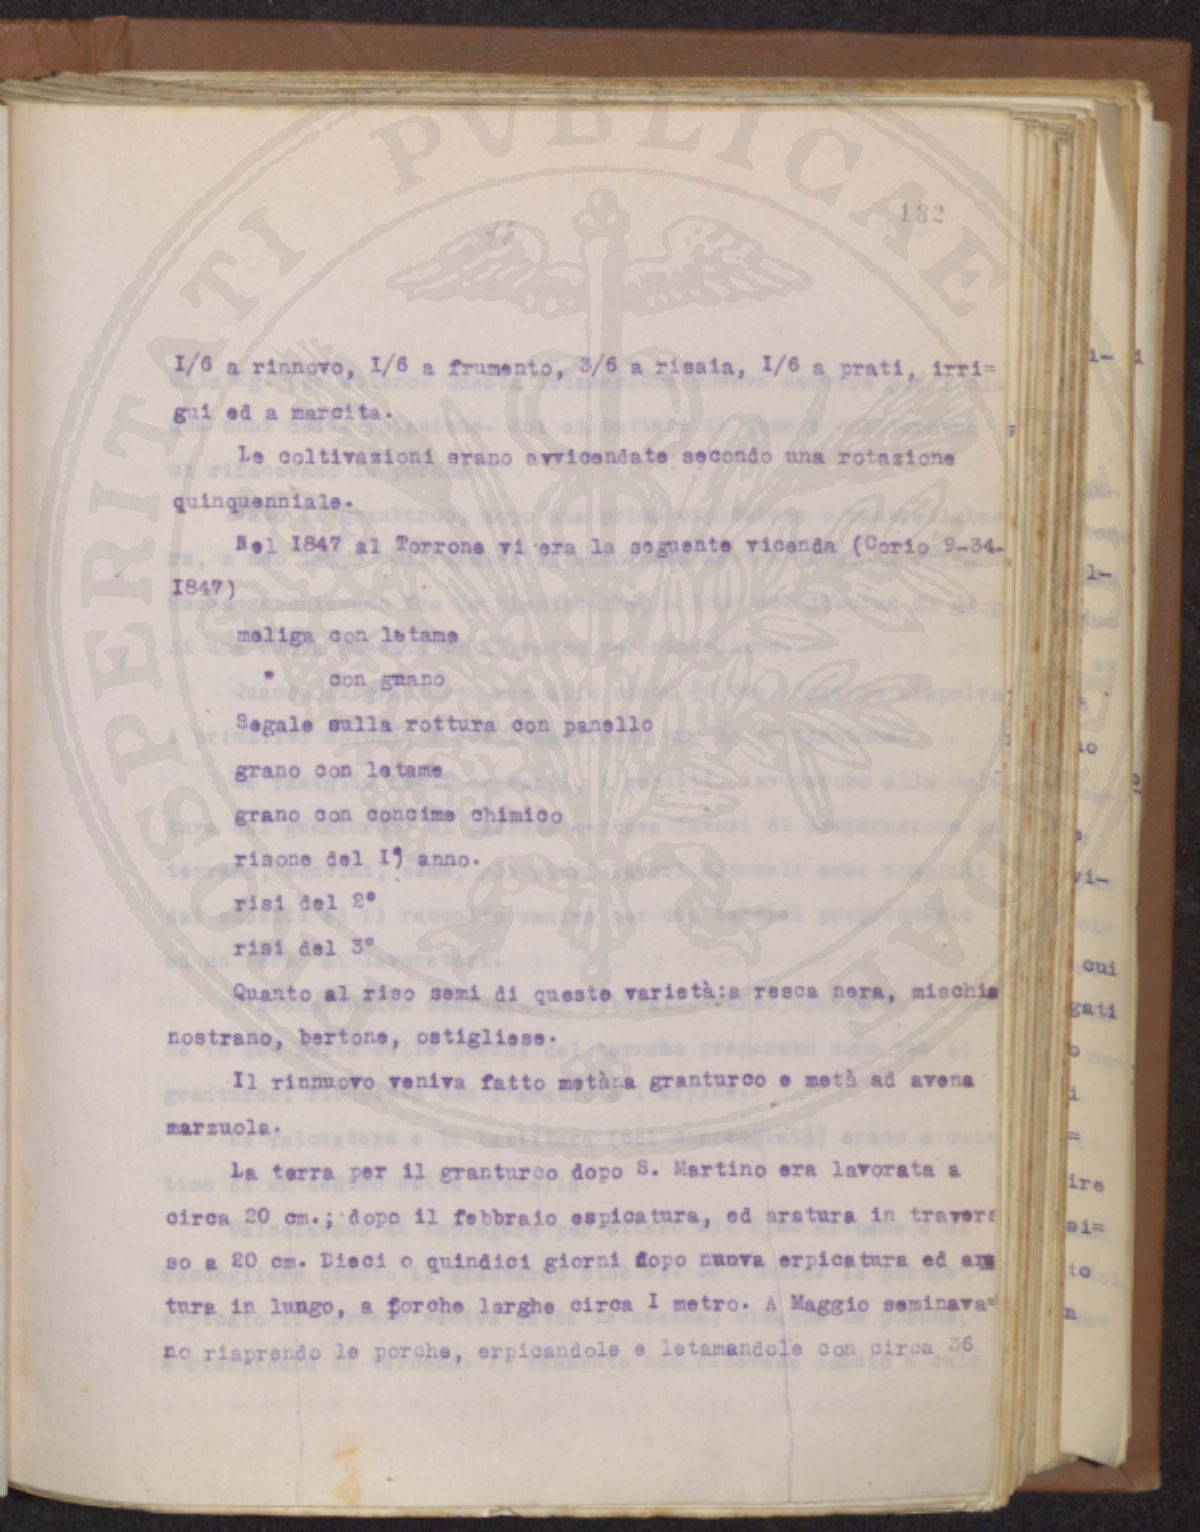 182
I/6 a rinnovo, I/6 a frumento, 3/6 a risaia, I/6 a prati, irri=
gui ed a marcita.
Le coltivazioni erano avvicendate secondo una rotazione
quinquenniale.
Nel I847 al Torrone vi era la seguente vicenda (Corio 9-34-
I847)
meliga con letame
" con guano
Segale sulla rottura con panello
grano con letame
grano con concime chimico
risone del I° anno.
risi del 2°
risi del 3°
Quanto al riso semi di queste varietà:a resca nera, mischia
nostrano, bertone, ostigliese.
Il rinnuovo veniva fatto metà a granturco e metà ad avena
marzuola.
La terra per il granturco dopo S. Martino era lavorata a
circa 20 cm.; dopo il febbraio espicatura, ed aratura in traver
so a 20 cm. Dieci o quindici giorni dopo nuova erpicatura ed ara
tura in lungo, a porche larghe circa I metro. A Maggio seminava=
no riaprendo le porche, erpicandole e letamandole con circa 36
PROSPERITATI PVBLICAE